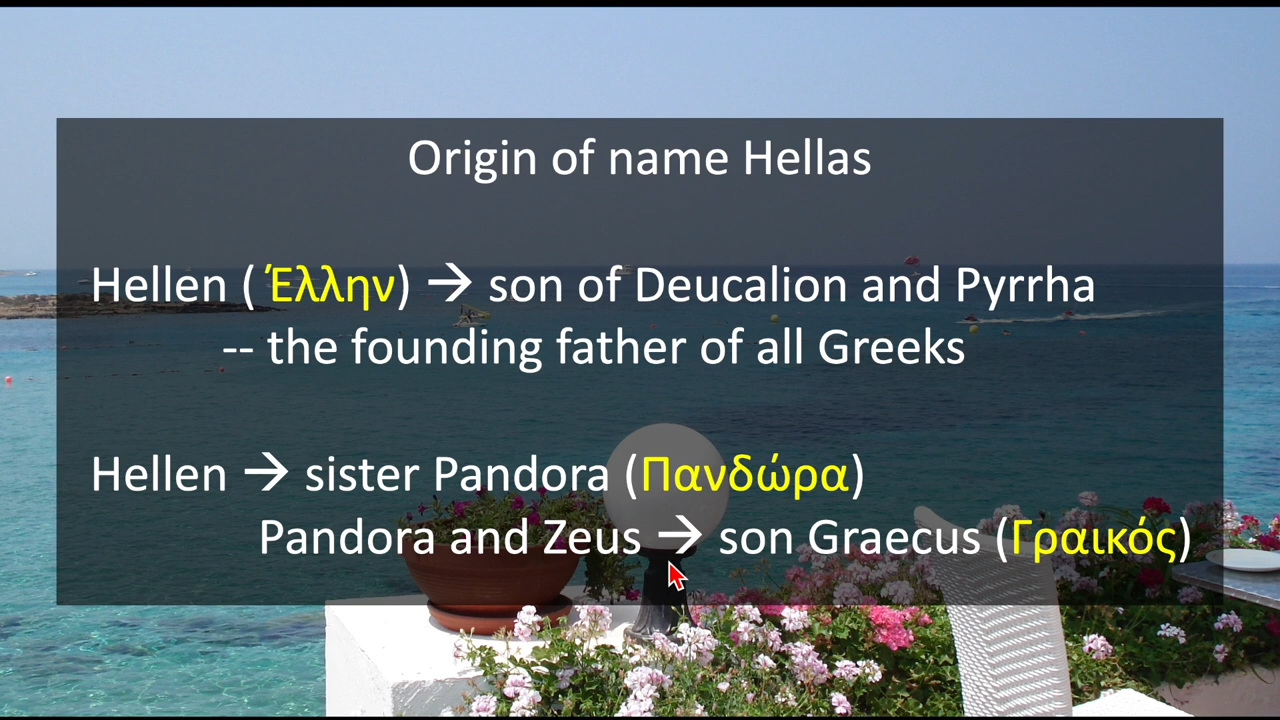 Origin of name Hellas
Hellen ( Έλλην) → son of Deucalion and Pyrrha
-- the founding father of all Greeks
Hellen → sister Pandora (Πανδώρα)
Pandora and Zeus → son Graecus (Γραικός)